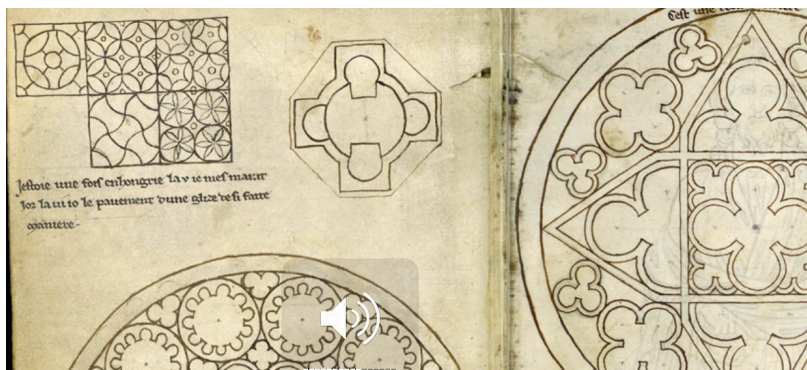 Jestoie une fois enhongrie la v ie mes maint
ior la ui io le pauement dune glize desi faite
maniere.
Cest une